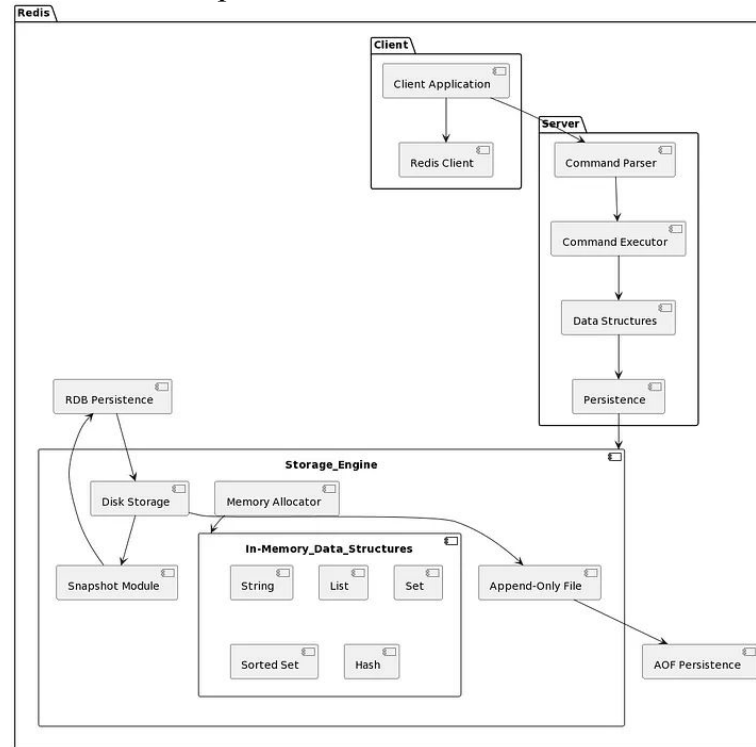 Redis
Client
Client Application
Redis Client
Server
Command Parser
Command Executor
Data Structures
Persistence
RDB Persistence
Storage_Engine
Disk Storage
Memory Allocator
In-Memory_Data_Structures
Snapshot Module
String
List
Set
Append-Only File
Sorted Set
Hash
AOF Persistence